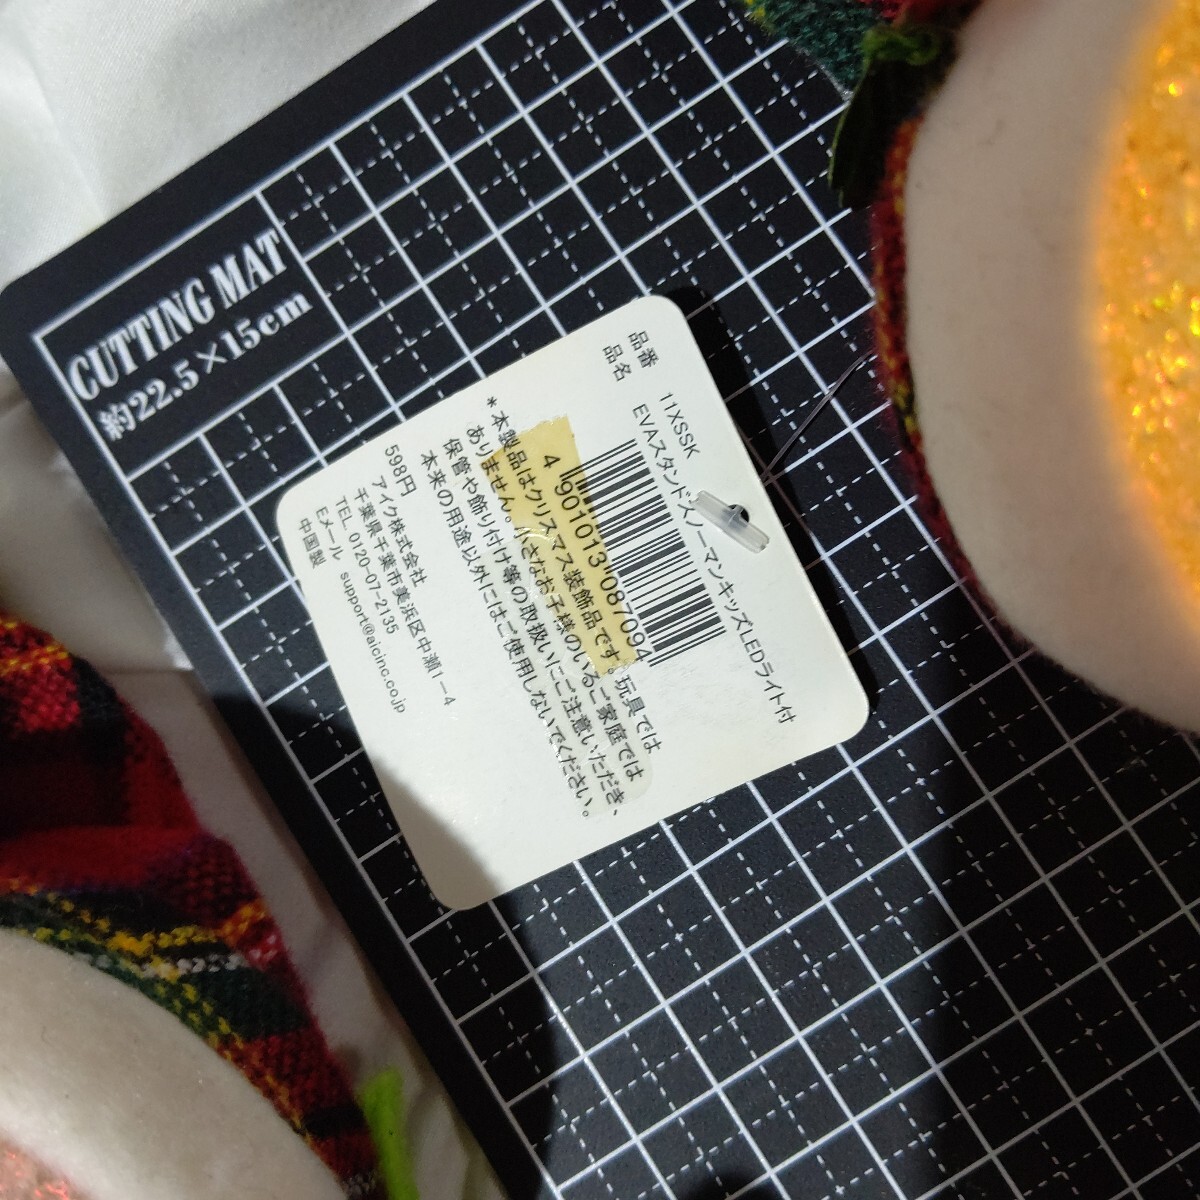 CUTTING MAT
約22.5×15cm
品番 11XSSK
品名 EVAスタンドスノーマンキッズLEDライト付
4 901013 087094
*本製品はクリスマス装飾品です。玩具では
ありません。小さなお子様のいるご家庭では
保管や飾り付け等の取扱いにご注意いただき、
本来の用途以外にはご使用しないでください。
598円
アイク株式会社
千葉県千葉市美浜区中瀬1-4
TEL 0120-07-2135
Eメール support@aicinc.co.jp
中国製